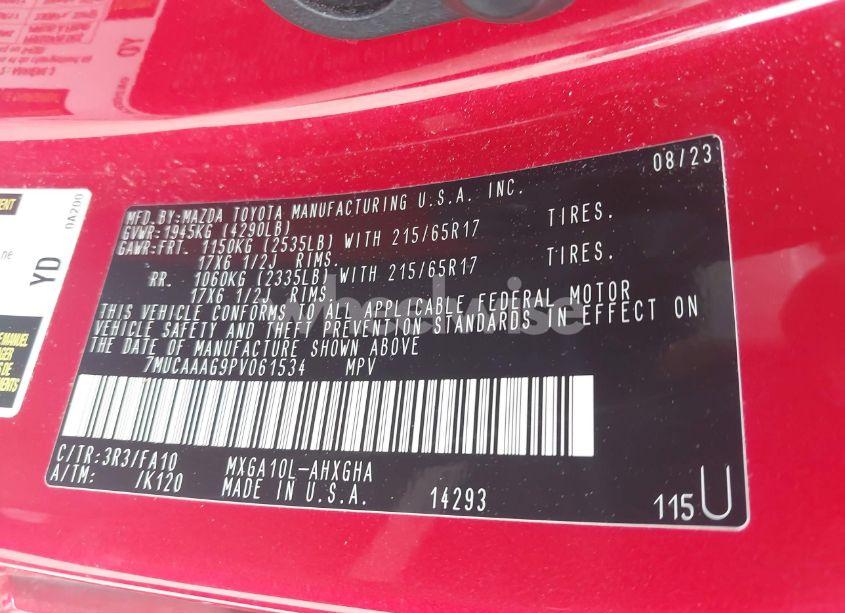 08/23
MFD.BY:MAZDA TOYOTA MANUFACTURING U.S.A. INC.
GVWR:1945KG (4290LB)
GAWR:FRT. 1150KG (2535LB) WITH 215/65R17 TIRES.
17X6 1/2J RIMS.
RR. 1060KG (2335LB) WITH 215/65R17 TIRES.
17X6 1/2J RIMS.
THIS VEHICLE CONFORMS TO ALL APPLICABLE FEDERAL MOTOR
VEHICLE SAFETY AND THEFT PREVENTION STANDARDS IN EFFECT ON
THE DATE OF MANUFACTURE SHOWN ABOVE
7MUCAAAG9PV061534 MPV
C/TR:3R3/FA10 MXGA10L-AHXGHA
A/TM: /K120 MADE IN U.S.A. 14293
115U
0A200
YD